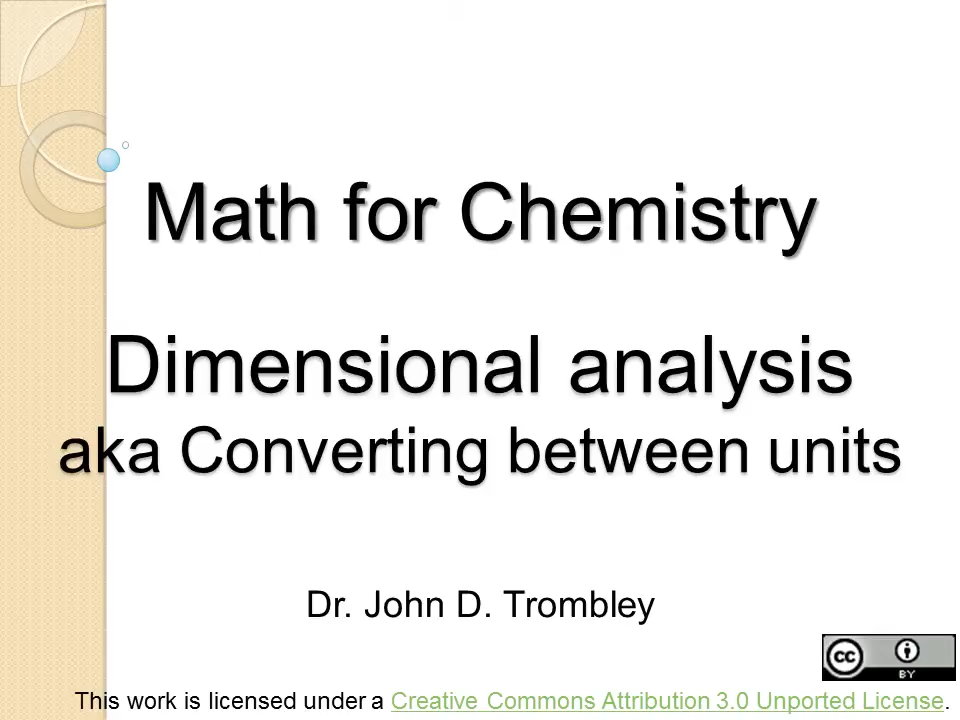 Math for Chemistry
Dimensional analysis
aka Converting between units
Dr. John D. Trombley
cc
BY
This work is licensed under a Creative Commons Attribution 3.0 Unported License.